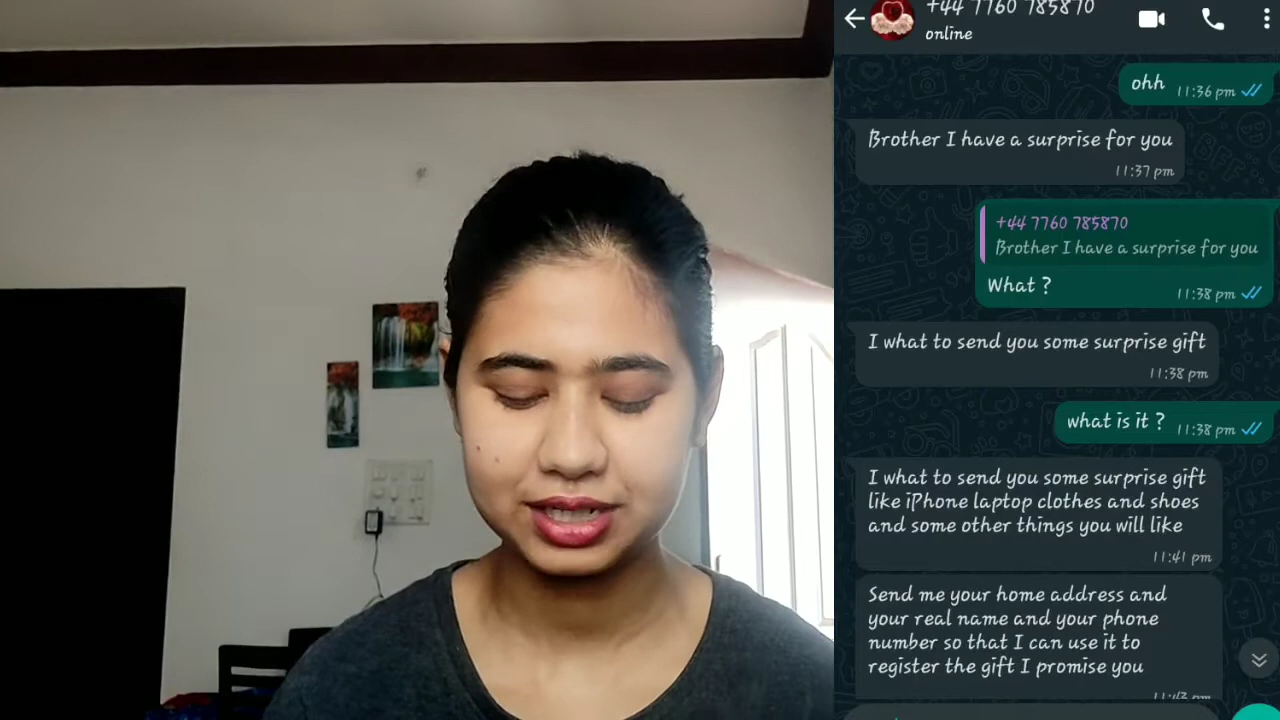 +44 7760 785870
online
ohh 11:36 pm
Brother I have a surprise for you
11:37 pm
+44 7760 785870
Brother I have a surprise for you
What ?
11:38 pm
I what to send you some surprise gift
11:38 pm
what is it ? 11:38 pm
I what to send you some surprise gift
like iPhone laptop clothes and shoes
and some other things you will like
11:41 pm
Send me your home address and
your real name and your phone
number so that I can use it to
register the gift I promise you
11:43 pm